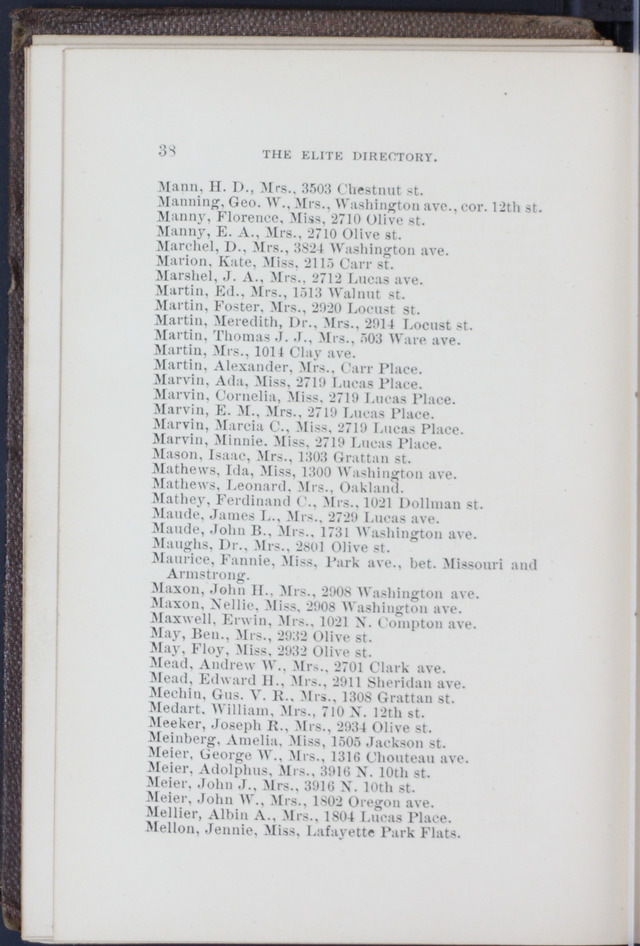 38
THE ELITE DIRECTORY.
Mann, H. D., Mrs., 3503 Chestnut st.
Manning, Geo. W., Mrs., Washington ave., cor. 12th st.
Manny, Florence, Miss, 2710 Olive st.
Manny, E. A., Mrs., 2710 Olive st.
Marchel, D., Mrs., 3824 Washington ave.
Marion, Kate, Miss, 2115 Carr st.
Marshel, J. A., Mrs., 2712 Lucas ave.
Martin, Ed., Mrs., 1513 Walnut st.
Martin, Foster, Mrs., 2920 Locust st.
Martin, Meredith, Dr., Mrs., 2914 Locust st.
Martin, Thomas J. J., Mrs., 503 Ware ave.
Martin, Mrs., 1014 Clay ave.
Martin, Alexander, Mrs., Carr Place.
Marvin, Ada, Miss, 2719 Lucas Place.
Marvin, Cornelia, Miss, 2719 Lucas Place.
Marvin, E. M., Mrs., 2719 Lucas Place.
Marvin, Marcia C., Miss, 2719 Lucas Place.
Marvin, Minnie. Miss, 2719 Lucas Place.
Mason, Isaac, Mrs., 1303 Grattan st.
Mathews, Ida, Miss, 1300 Washington ave.
Mathews, Leonard, Mrs., Oakland.
Mathey, Ferdinand C., Mrs., 1021 Dollman st.
Maude, James L., Mrs., 2729 Lucas ave.
Maude, John B., Mrs., 1731 Washington ave.
Maughs, Dr., Mrs., 2801 Olive st.
Maurice, Fannie, Miss, Park ave., bet. Missouri and
Armstrong.
Maxon, John H., Mrs., 2908 Washington ave.
Maxon, Nellie, Miss, 2908 Washington ave.
Maxwell, Erwin, Mrs., 1021 N. Compton ave.
May, Ben., Mrs., 2932 Olive st.
May, Floy, Miss, 2932 Olive st.
Mead, Andrew W., Mrs., 2701 Clark ave.
Mead, Edward H., Mrs., 2911 Sheridan ave.
Mechin, Gus. V. R., Mrs., 1308 Grattan st.
Medart. William, Mrs., 710 N. 12th st.
Meeker, Joseph R., Mrs., 2934 Olive st.
Meinberg, Amelia, Miss, 1505 Jackson st.
Meier, George W., Mrs., 1316 Chouteau ave.
Meier, Adolphus, Mrs., 3916 N. 10th st.
Meier, John J., Mrs., 3916 N. 10th st.
Meier, John W., Mrs., 1802 Oregon ave.
Mellier, Albin A., Mrs., 1804 Lucas Place.
Mellon, Jennie, Miss, Lafayette Park Flats.